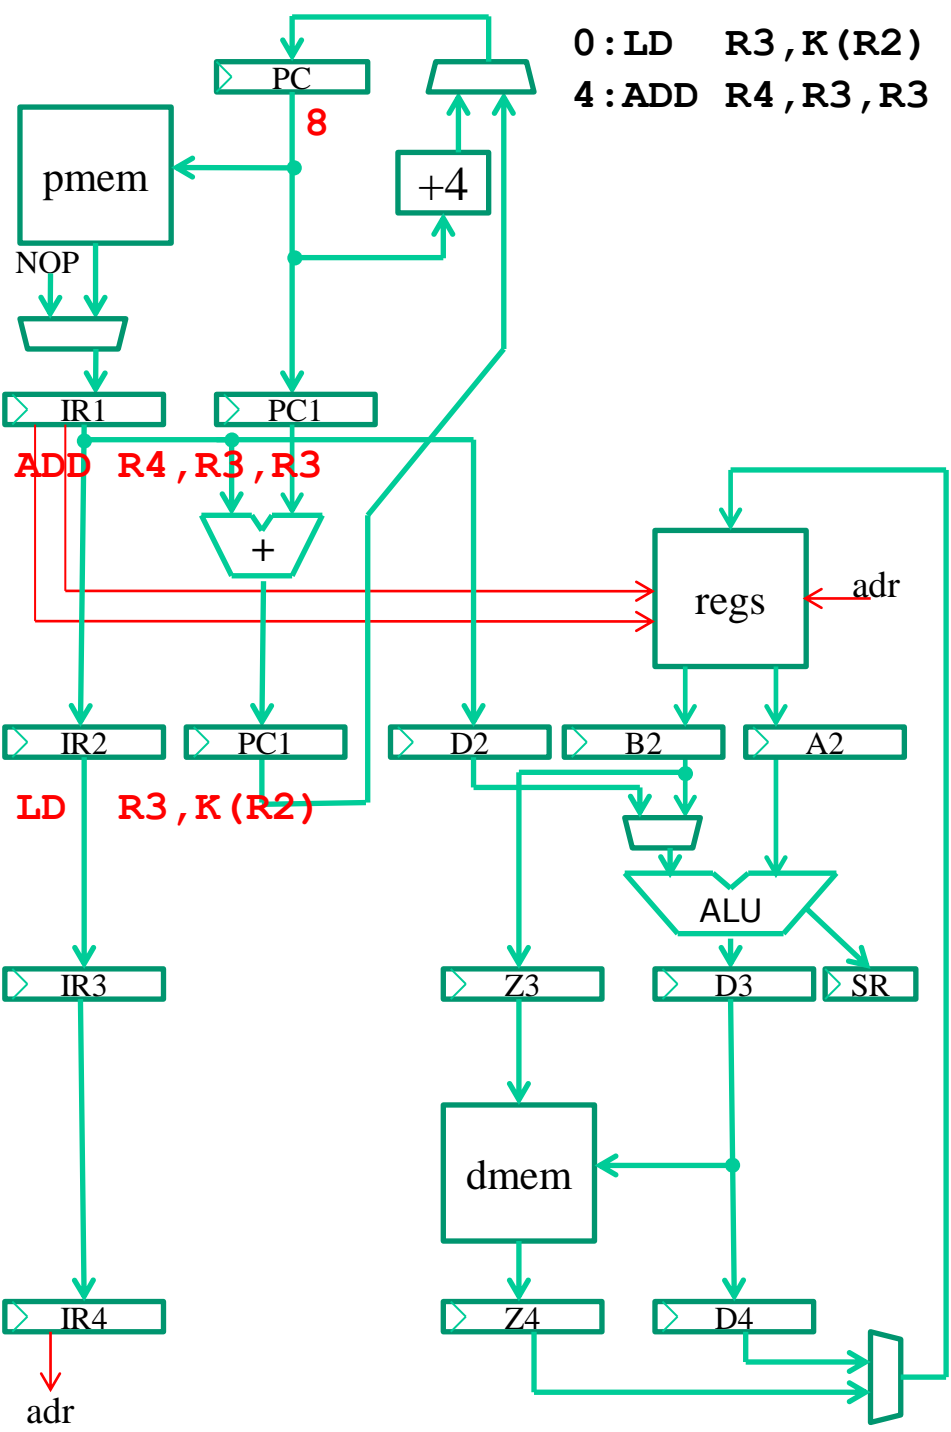 0:LD  R3,K(R2)
4:ADD R4,R3,R3
PC
8
pmem
+4
NOP
IR1
PC1
ADD R4,R3,R3
+
regs
adr
IR2
PC1
D2
B2
A2
LD  R3,K(R2)
ALU
IR3
Z3
D3
SR
dmem
IR4
Z4
D4
adr